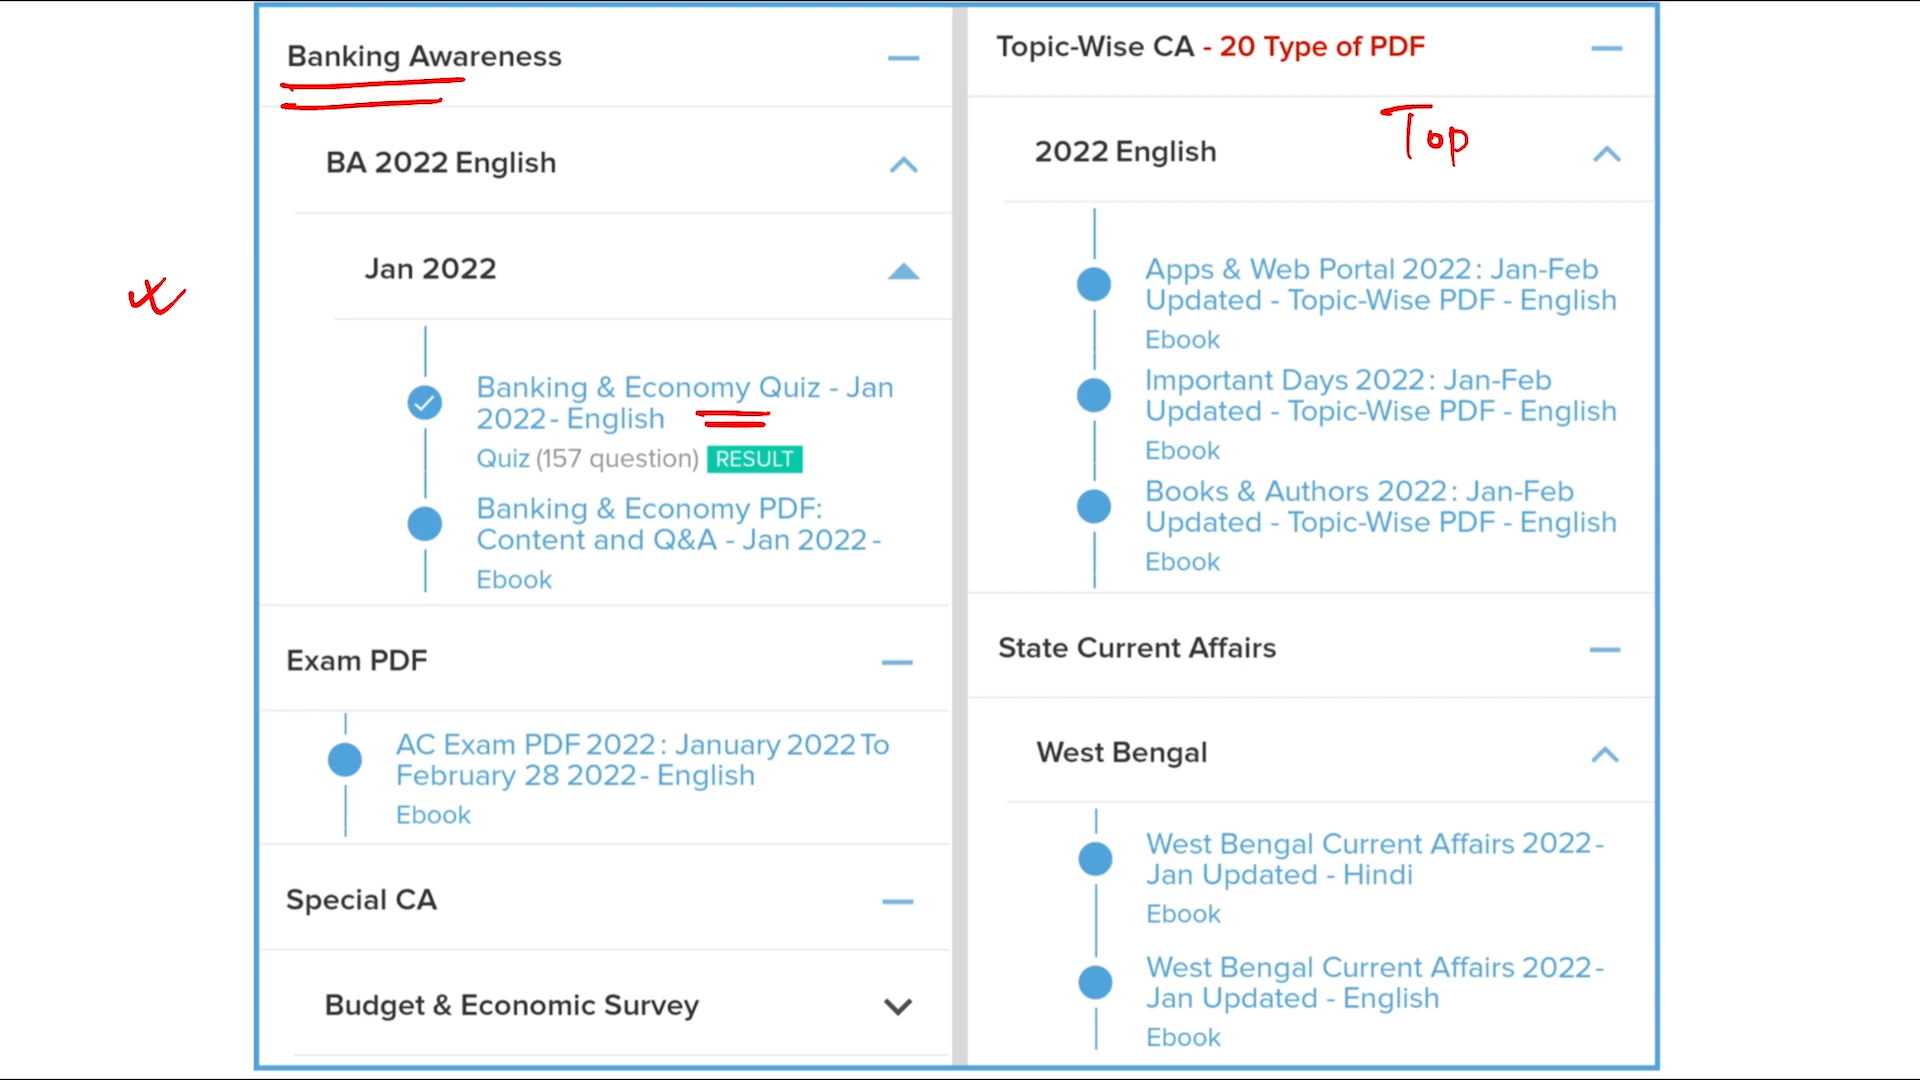 Banking Awareness
BA 2022 English
Jan 2022
Banking & Economy Quiz - Jan
2022- English
Quiz (157 question) RESULT
Banking & Economy PDF:
Content and Q&A - Jan 2022 -
Ebook
Exam PDF
AC Exam PDF 2022 : January 2022 To
February 28 2022- English
Ebook
Special CA
Budget & Economic Survey
Topic-Wise CA - 20 Type of PDF
Top
2022 English
Apps & Web Portal 2022 : Jan-Feb
Updated - Topic-Wise PDF - English
Ebook
Important Days 2022 : Jan-Feb
Updated - Topic-Wise PDF - English
Ebook
Books & Authors 2022 : Jan-Feb
Updated - Topic-Wise PDF - English
Ebook
State Current Affairs
West Bengal
West Bengal Current Affairs 2022 -
Jan Updated - Hindi
Ebook
West Bengal Current Affairs 2022 -
Jan Updated - English
Ebook